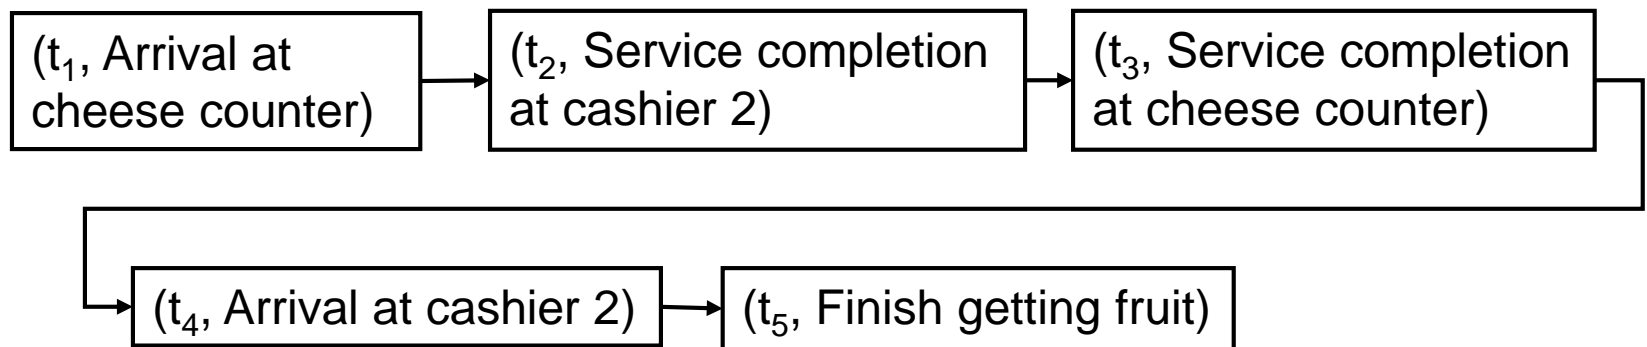 (t₁, Arrival at
cheese counter)
(t₂, Service completion
at cashier 2)
(t₃, Service completion
at cheese counter)
(t₄, Arrival at cashier 2)
(t₅, Finish getting fruit)